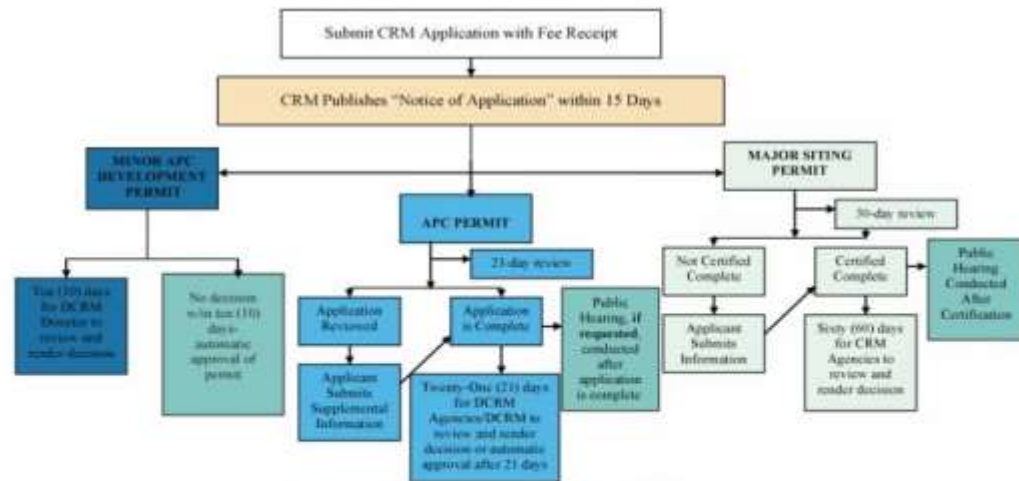 Submit CRM Application with Fee Receipt
CRM Publishes “Notice of Application” within 15 Days
MINOR APC
DEVELOPMENT
PERMIT
Ten (10) days
for DCRM
Director to
review and
render decision
No decision
w/in ten (10)
days-
automatic
approval of
permit
APC PERMIT
23-day review
Application
Reviewed
Application
is Complete
Applicant
Submits
Supplemental
Information
Twenty-One (21) days
for DCRM
Agencies/DCRM to
review and render
decision or automatic
approval after 21 days
Public
Hearing, if
requested,
conducted
after
application
is complete
MAJOR SITING
PERMIT
30-day review
Not Certified
Complete
Certified
Complete
Applicant
Submits
Information
Sixty (60) days
for CRM
Agencies to
review and
render decision
Public
Hearing
Conducted
After
Certification